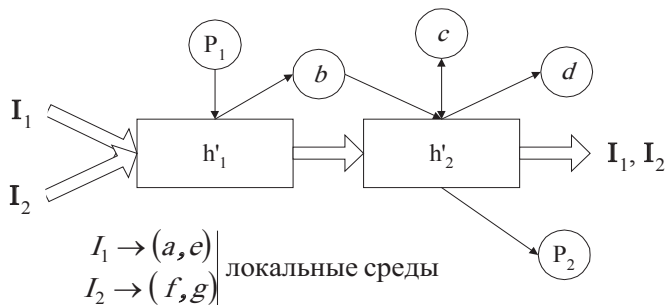 c
P₁
b
d
I₁
h'₁
h'₂
I₁, I₂
I₂
I₁ → (a, e)
локальные среды
I₂ → (f, g)
P₂